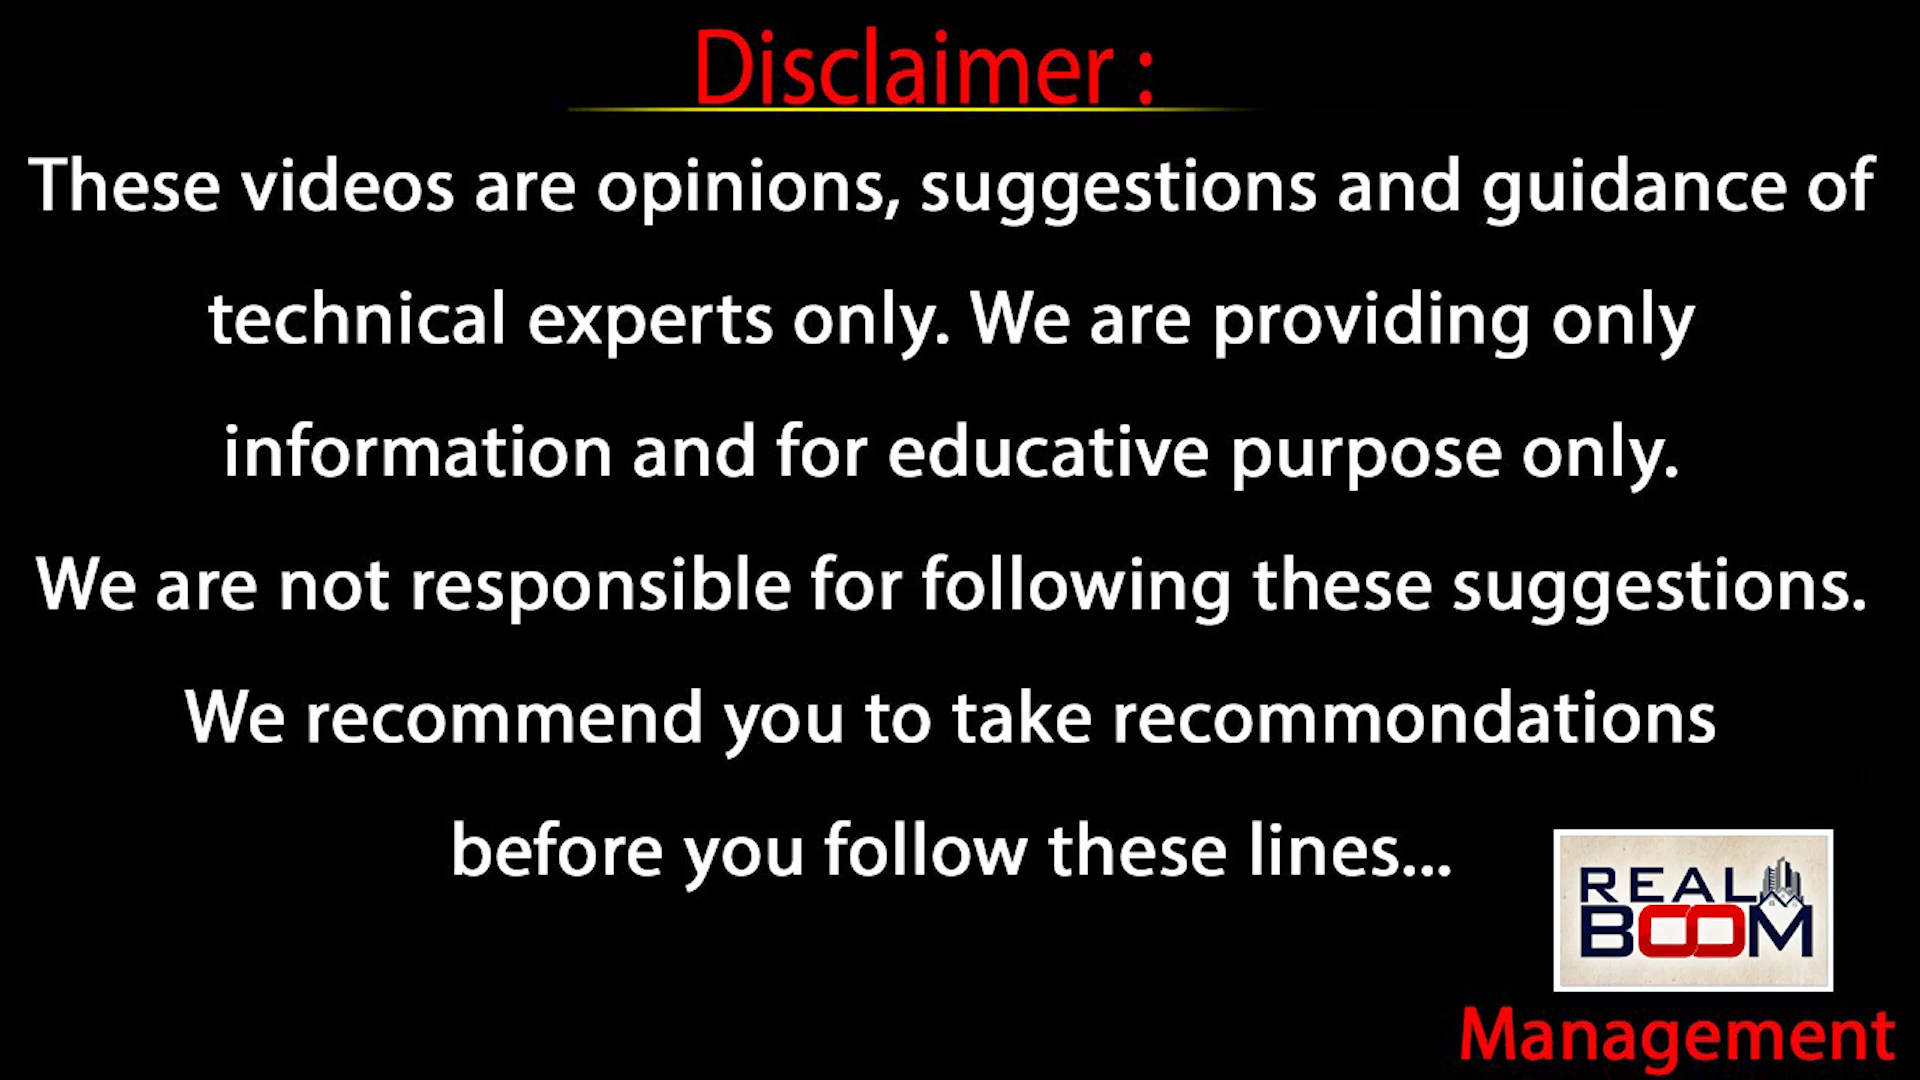 Disclaimer :
These videos are opinions, suggestions and guidance of
technical experts only. We are providing only
information and for educative purpose only.
We are not responsible for following these suggestions.
We recommend you to take recommondations
before you follow these lines...
REAL
BOOM
Management